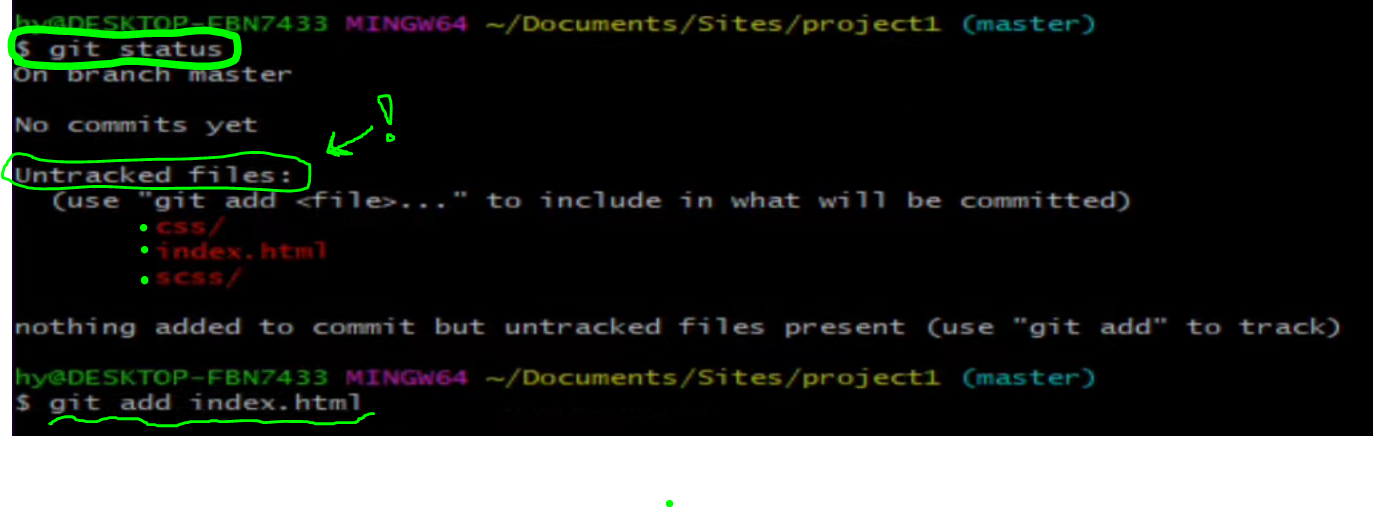 hy@DESKTOP-FBN7433 MINGW64 ~/Documents/Sites/project1 (master)
$ git status
On branch master
No commits yet
Untracked files:
(use "git add <file>..." to include in what will be committed)
css/
index.html
scss/
nothing added to commit but untracked files present (use "git add" to track)
hy@DESKTOP-FBN7433 MINGW64 ~/Documents/Sites/project1 (master)
$ git add index.html